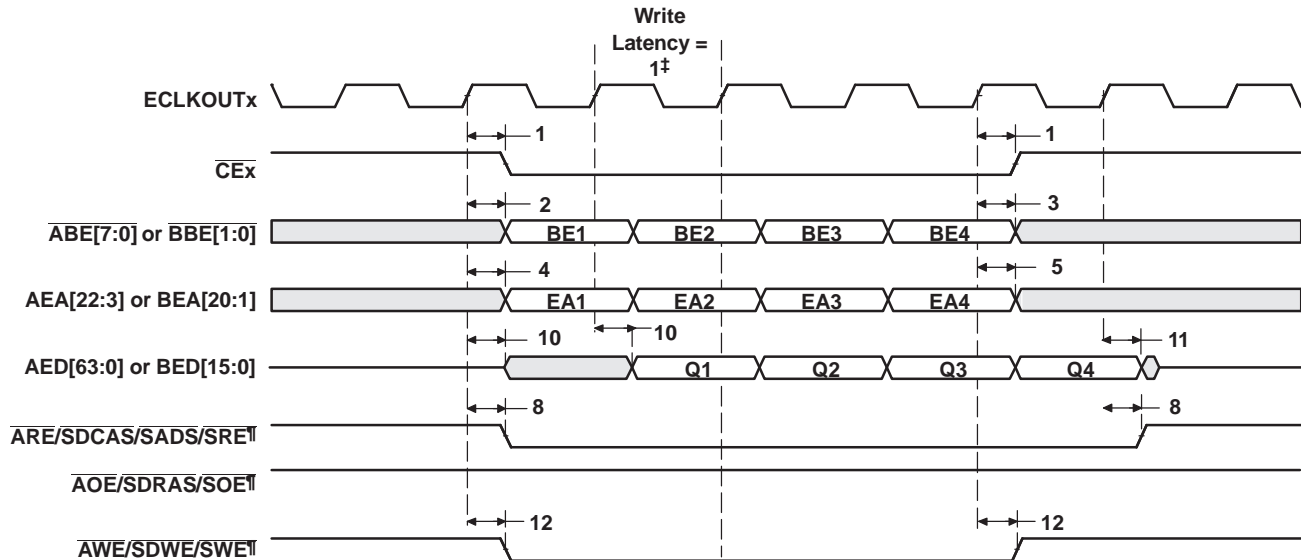 Write
Latency =
1‡
ECLKOUTx
1 1
CEx
2 3
ABE[7:0] or BBE[1:0]
BE1 BE2 BE3 BE4
4 5
AEA[22:3] or BEA[20:1]
EA1 EA2 EA3 EA4
10 10 11
AED[63:0] or BED[15:0]
Q1 Q2 Q3 Q4
8 8
ARE/SDCAS/SADS/SRE¶
AOE/SDRAS/SOE¶
12 12
AWE/SDWE/SWE¶